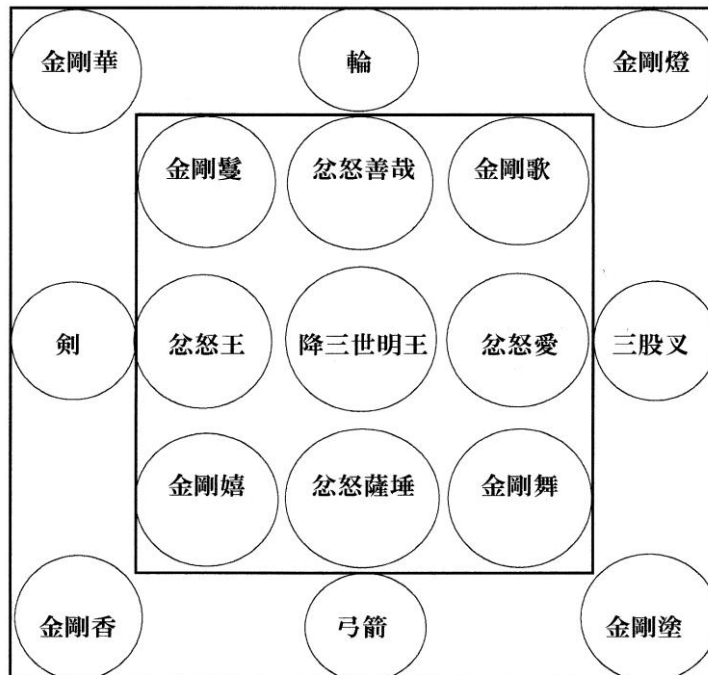 金剛華
輪
金剛燈
金剛鬘
忿怒善哉
金剛歌
剣
忿怒王
降三世明王
忿怒愛
三股叉
金剛嬉
忿怒薩埵
金剛舞
金剛香
弓箭
金剛塗